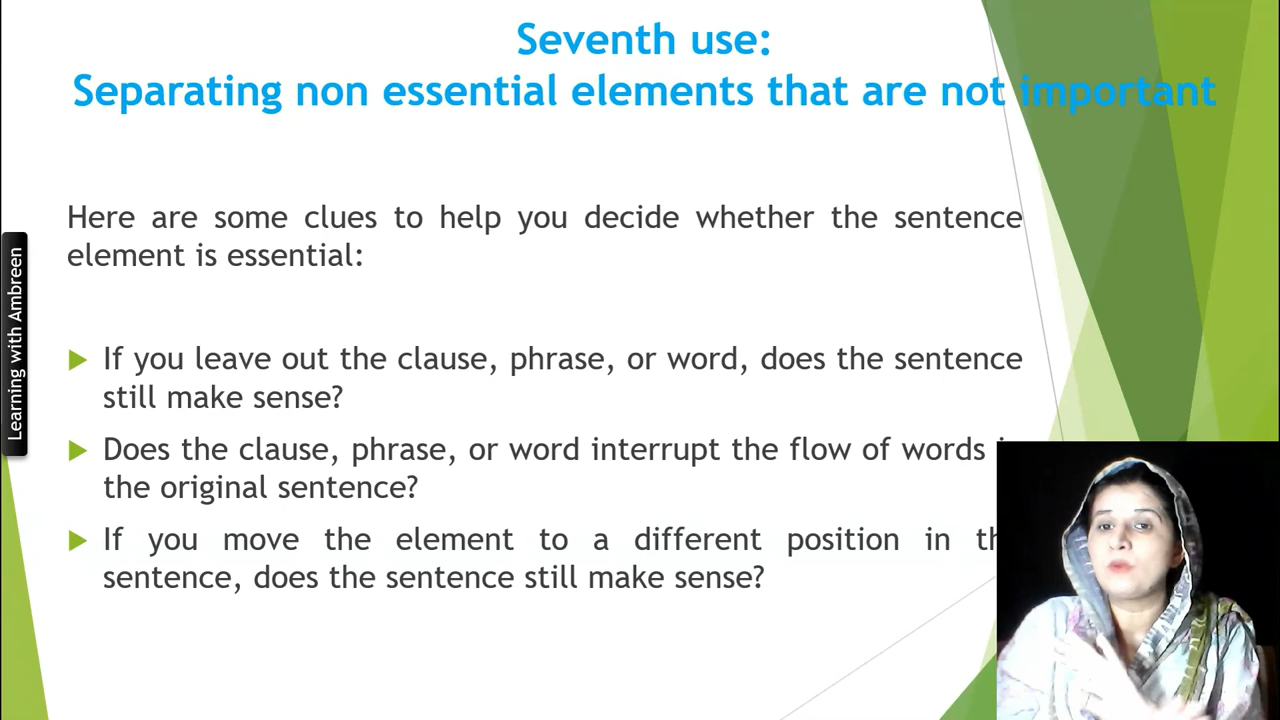 Seventh use:
Separating non essential elements that are not important
Here are some clues to help you decide whether the sentence
element is essential:
If you leave out the clause, phrase, or word, does the sentence
still make sense?
Does the clause, phrase, or word interrupt the flow of words
the original sentence?
If you move the element to a different position in
sentence, does the sentence still make sense?
Learning with Ambreen